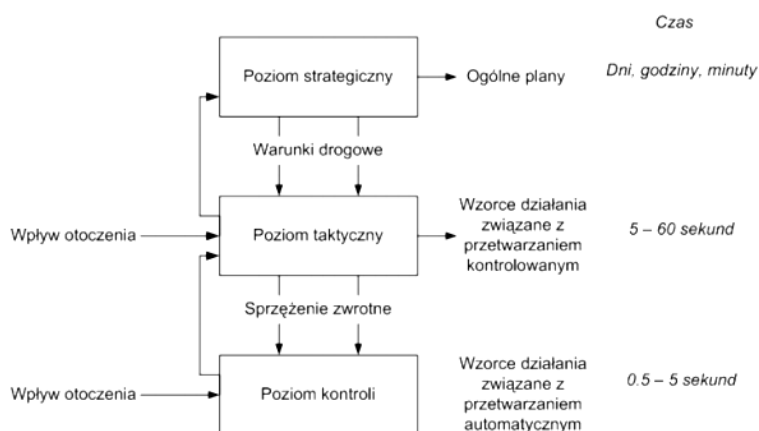 Czas
Poziom strategiczny
Ogólne plany
Dni, godziny, minuty
Warunki drogowe
Wpływ otoczenia
Poziom taktyczny
Wzorce działania
związane z
przetwarzaniem
kontrolowanym
5 – 60 sekund
Sprzężenie zwrotne
Wpływ otoczenia
Poziom kontroli
Wzorce działania
związane z
przetwarzaniem
automatycznym
0.5 – 5 sekund